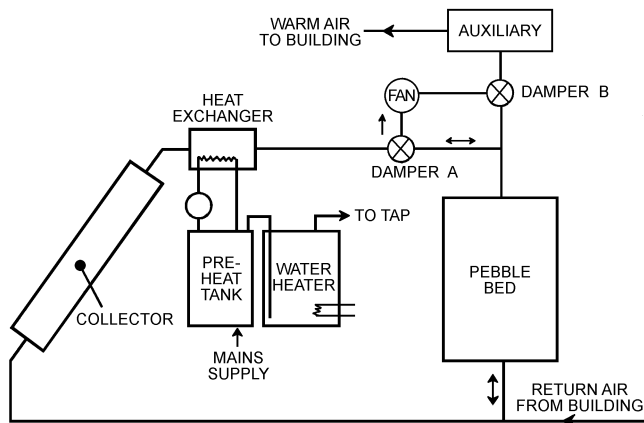 WARM AIR
TO BUILDING
AUXILIARY
FAN
DAMPER B
HEAT
EXCHANGER
DAMPER A
TO TAP
PRE-
HEAT
TANK
WATER
HEATER
PEBBLE
BED
COLLECTOR
MAINS
SUPPLY
RETURN AIR
FROM BUILDING